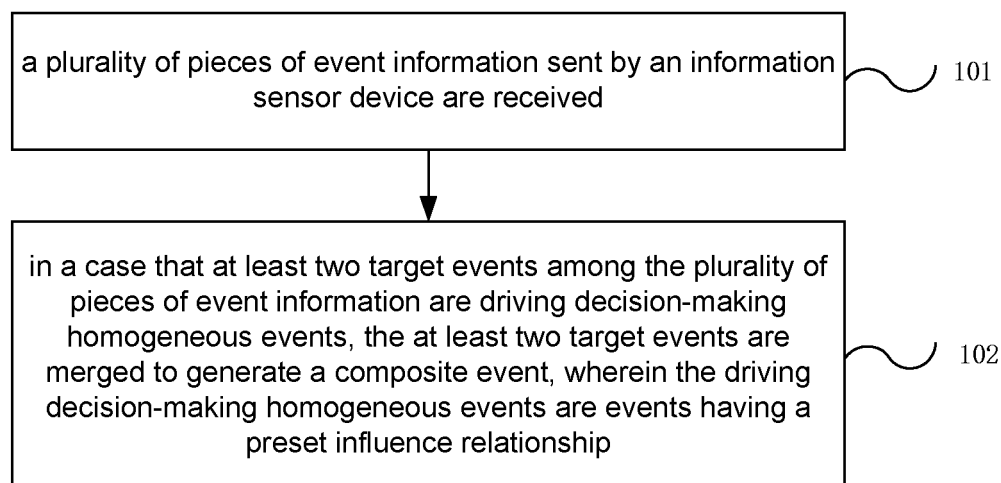 a plurality of pieces of event information sent by an information
sensor device are received
101
in a case that at least two target events among the plurality of
pieces of event information are driving decision-making
homogeneous events, the at least two target events are
merged to generate a composite event, wherein the driving
decision-making homogeneous events are events having a
preset influence relationship
102